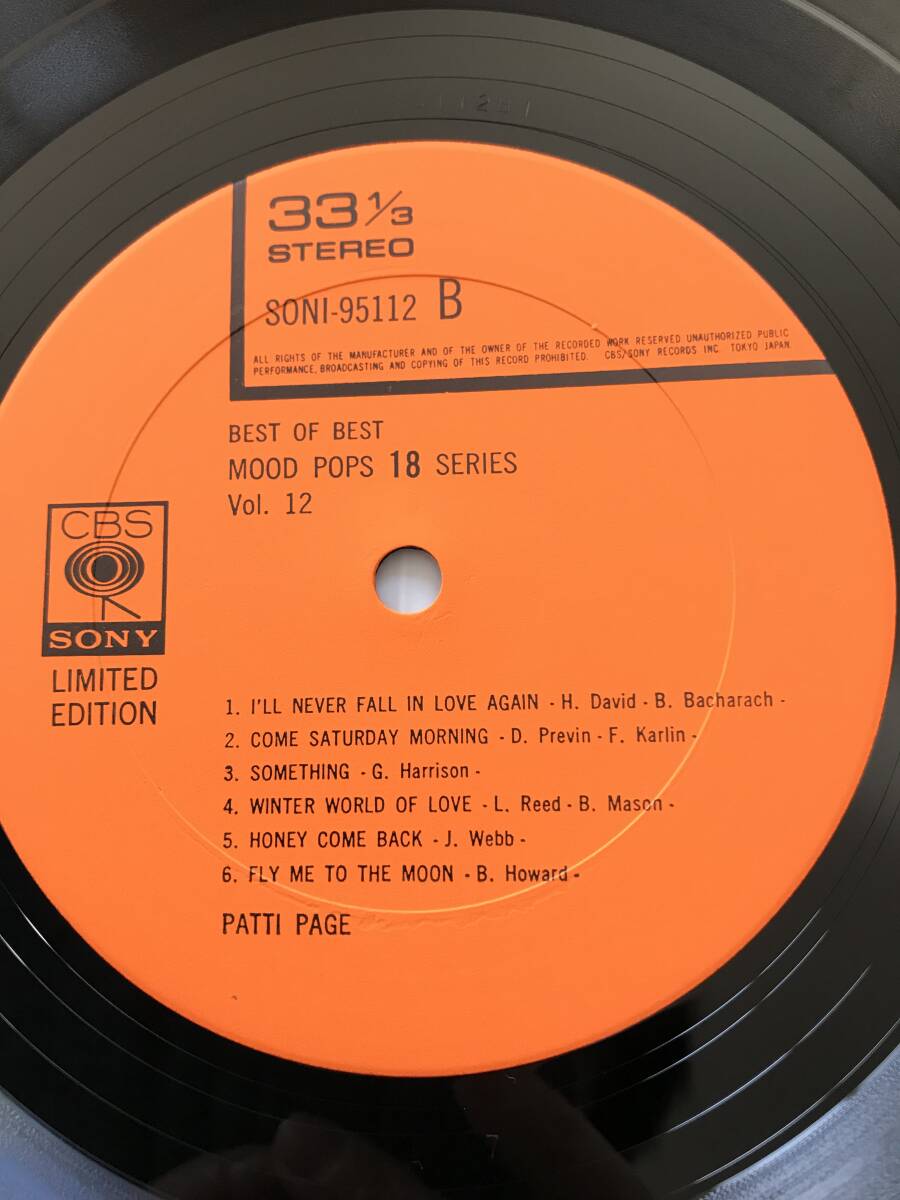 33 1/3
STEREO
SONI-95112 B
ALL RIGHTS OF THE MANUFACTURER AND OF THE OWNER OF THE RECORDED WORK RESERVED UNAUTHORIZED PUBLIC
PERFORMANCE, BROADCASTING AND COPYING OF THIS RECORD PROHIBITED. CBS/SONY RECORDS INC. TOKYO JAPAN
BEST OF BEST
MOOD POPS 18 SERIES
Vol. 12
CBS
SONY
LIMITED
EDITION
1. I'LL NEVER FALL IN LOVE AGAIN - H. David - B. Bacharach -
2. COME SATURDAY MORNING - D. Previn - F. Karlin -
3. SOMETHING - G. Harrison -
4. WINTER WORLD OF LOVE - L. Reed - B. Mason -
5. HONEY COME BACK - J. Webb -
6. FLY ME TO THE MOON - B. Howard -
PATTI PAGE